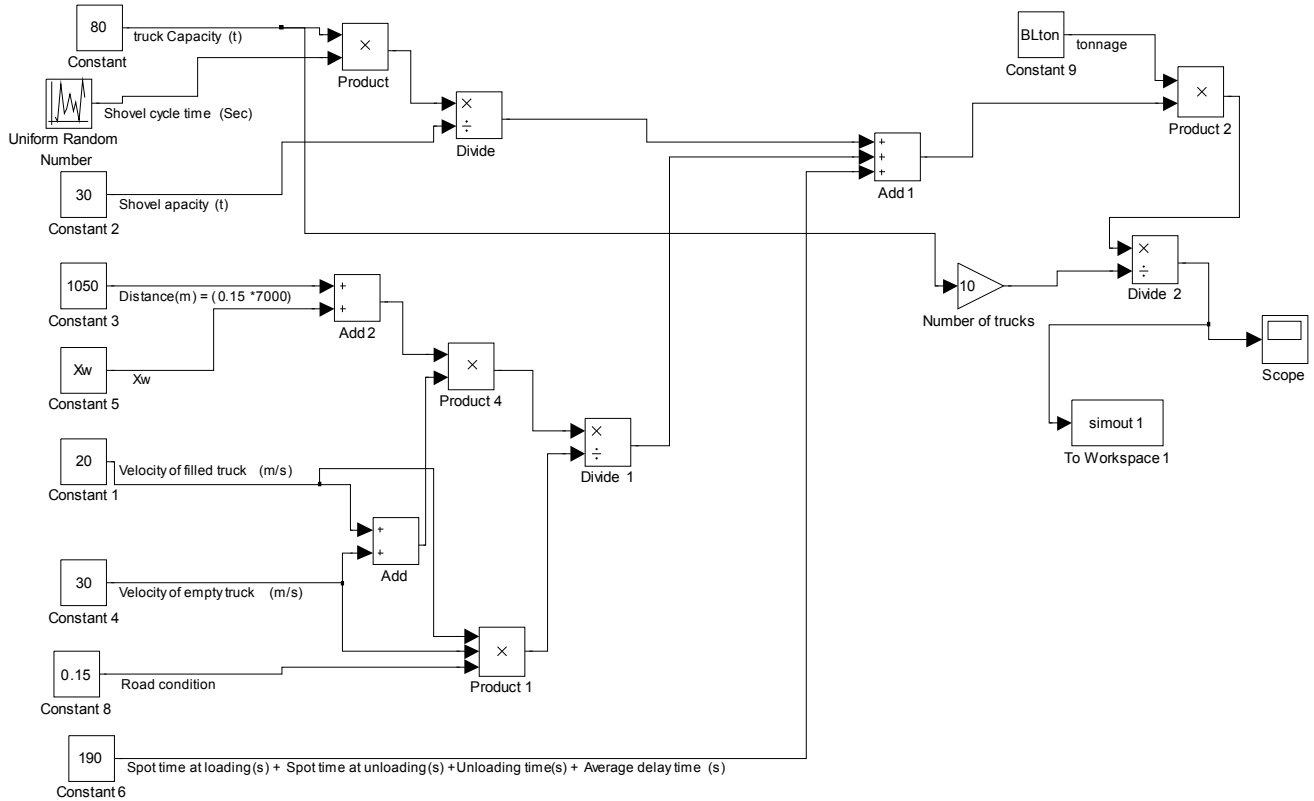 80
truck Capacity (t)
Constant
Product
BLton
tonnage
Constant 9
Product 2
Shovel cycle time (Sec)
Uniform Random
Number
Divide
30
Shovel apacity (t)
Constant 2
Add 1
1050
Distance(m) = (0.15 *7000)
Constant 3
Add 2
10
Number of trucks
Divide 2
Scope
Xw
Xw
Constant 5
Product 4
simout 1
To Workspace 1
20
Velocity of filled truck (m/s)
Constant 1
Divide 1
30
Velocity of empty truck (m/s)
Constant 4
Add
0.15
Road condition
Constant 8
Product 1
190
Spot time at loading(s) + Spot time at unloading(s) +Unloading time(s) + Average delay time (s)
Constant 6